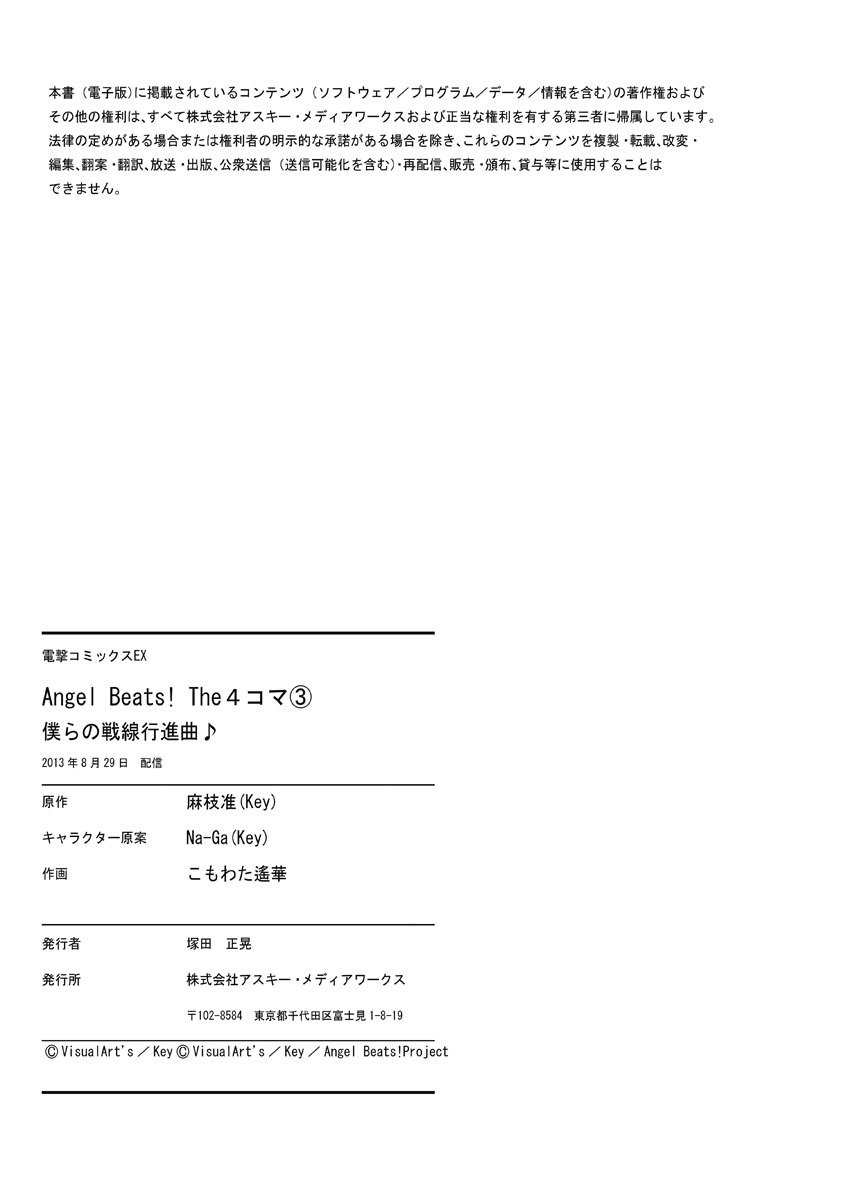 本書（電子版）に掲載されているコンテンツ（ソフトウェア／プログラム／データ／情報を含む）の著作権および
その他の権利は、すべて株式会社アスキー・メディアワークスおよび正当な権利を有する第三者に帰属しています。
法律の定めがある場合または権利者の明示的な承諾がある場合を除き、これらのコンテンツを複製・転載、改変・
編集、翻案・翻訳、放送・出版、公衆送信（送信可能化を含む）・再配信、販売・頒布、貸与等に使用することは
できません。
電撃コミックスEX
Angel Beats! The４コマ③
僕らの戦線行進曲♪
2013年8月29日　配信
原作　麻枝准(Key)
キャラクター原案　Na-Ga(Key)
作画　こもわた遙華
発行者　塚田　正晃
発行所　株式会社アスキー・メディアワークス
〒102-8584　東京都千代田区富士見1-8-19
©VisualArt's／Key©VisualArt's／Key／Angel Beats!Project